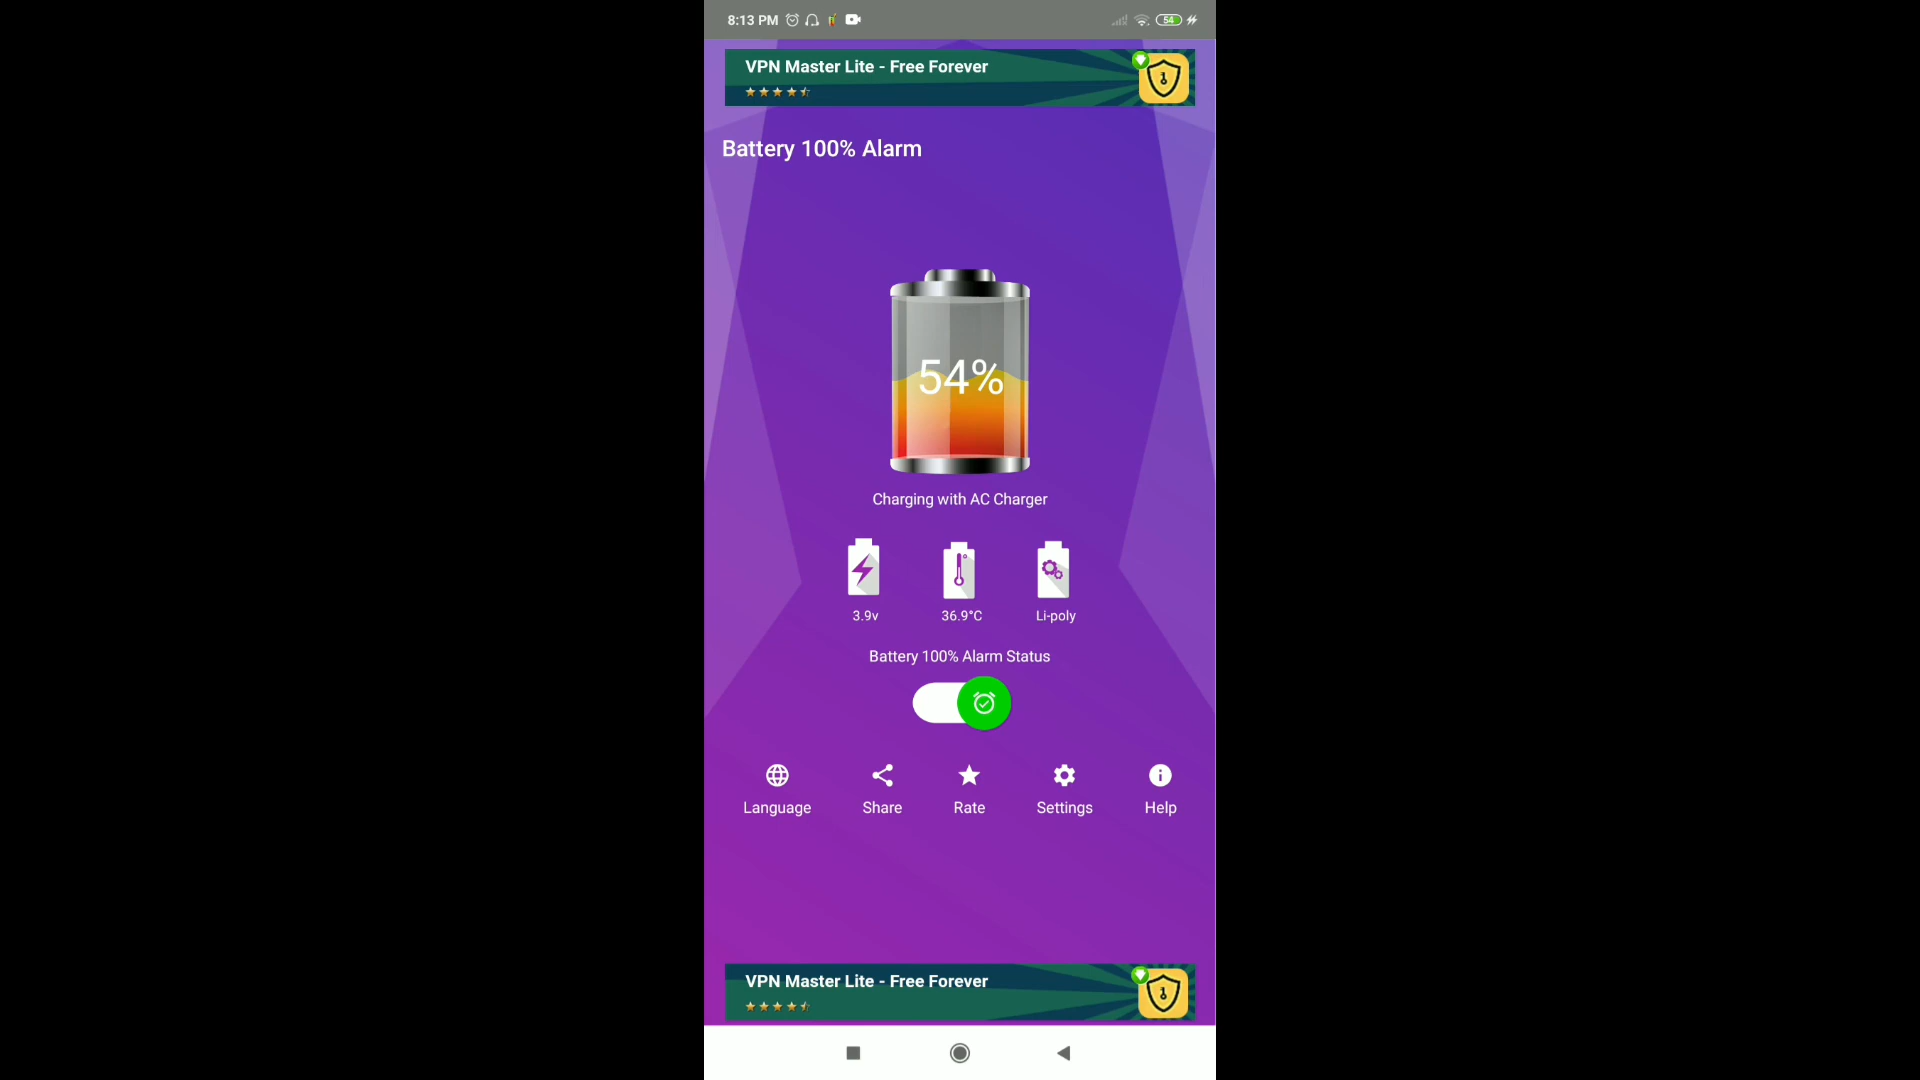 8:13 PM
54
VPN Master Lite - Free Forever
Battery 100% Alarm
54%
Charging with AC Charger
3.9v
36.9°C
Li-poly
Battery 100% Alarm Status
Language
Share
Rate
Settings
Help
VPN Master Lite - Free Forever